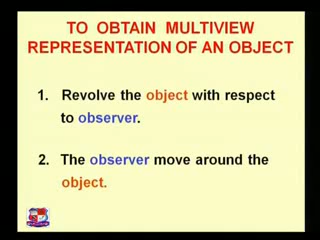 TO OBTAIN MULTIVIEW
REPRESENTATION OF AN OBJECT
1. Revolve the object with respect
to observer.
2. The observer move around the
object.